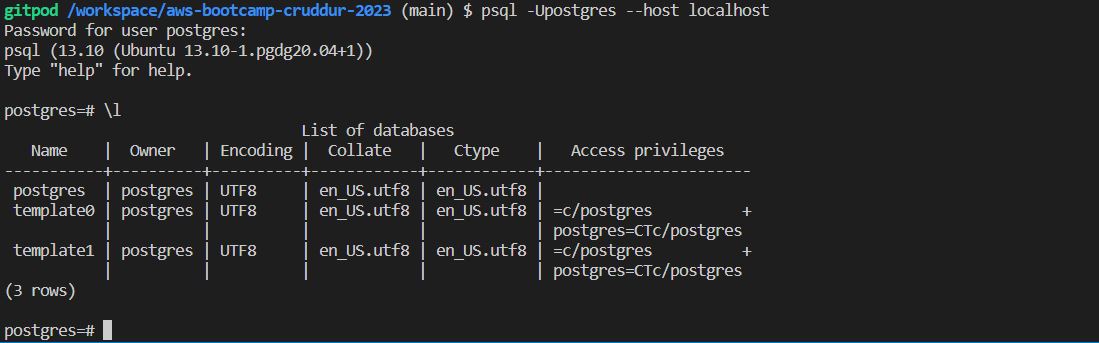 gitpod /workspace/aws-bootcamp-cruddur-2023 (main) $ psql -Upostgres --host localhost
Password for user postgres:
psql (13.10 (Ubuntu 13.10-1.pgdg20.04+1))
Type "help" for help.

postgres=# \l
                              List of databases
   Name    |  Owner   | Encoding |  Collate   |   Ctype    |   Access privileges
-----------+----------+----------+------------+------------+-----------------------
 postgres  | postgres | UTF8     | en_US.utf8 | en_US.utf8 |
 template0 | postgres | UTF8     | en_US.utf8 | en_US.utf8 | =c/postgres          +
           |          |          |            |            | postgres=CTc/postgres
 template1 | postgres | UTF8     | en_US.utf8 | en_US.utf8 | =c/postgres          +
           |          |          |            |            | postgres=CTc/postgres
(3 rows)

postgres=#